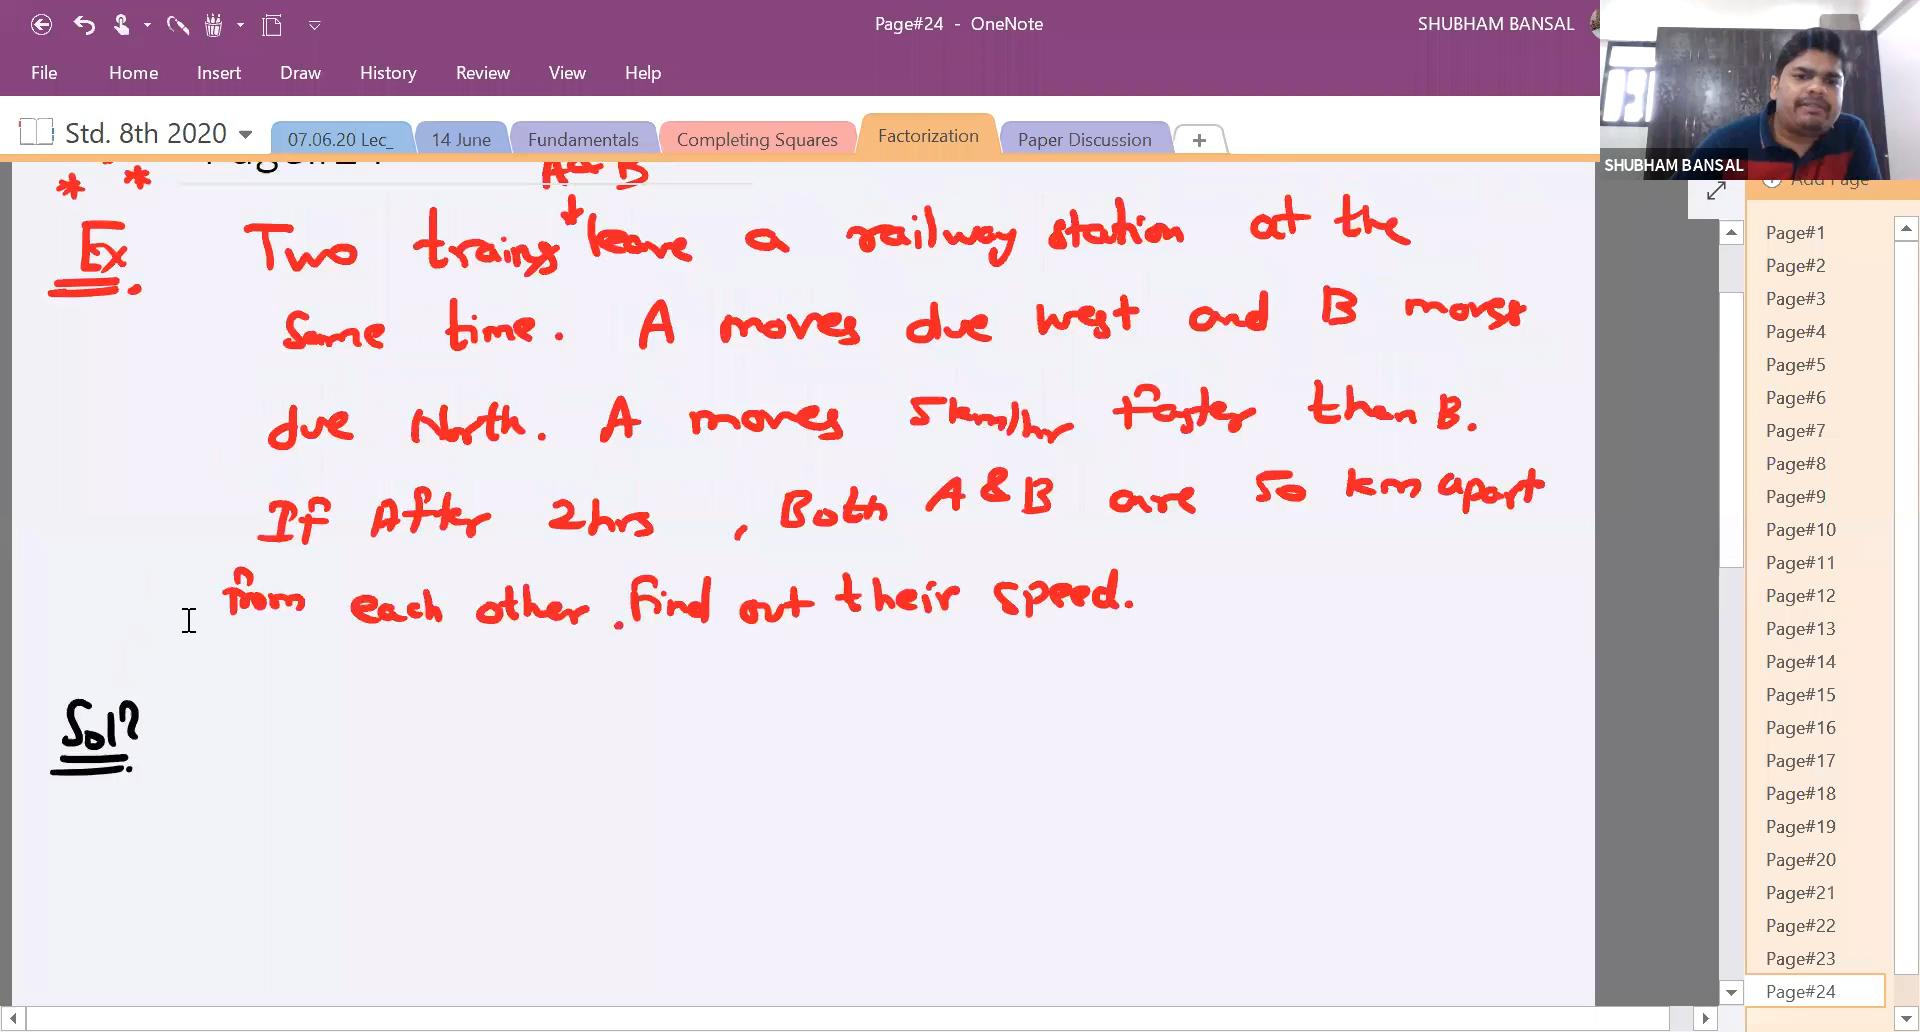 Page#24 - OneNote
SHUBHAM BANSAL
File Home Insert Draw History Review View Help
Std. 8th 2020
07.06.20 Lec_ 14 June Fundamentals Completing Squares Factorization Paper Discussion +
SHUBHAM BANSAL
Add Page
A & B
Ex Two trains leave a railway station at the
same time. A moves due west and B moves
due North. A moves 5km/hr faster than B.
If After 2hrs , Both A & B are 50 km apart
from each other. Find out their speed.
Soln.
Page#1
Page#2
Page#3
Page#4
Page#5
Page#6
Page#7
Page#8
Page#9
Page#10
Page#11
Page#12
Page#13
Page#14
Page#15
Page#16
Page#17
Page#18
Page#19
Page#20
Page#21
Page#22
Page#23
Page#24